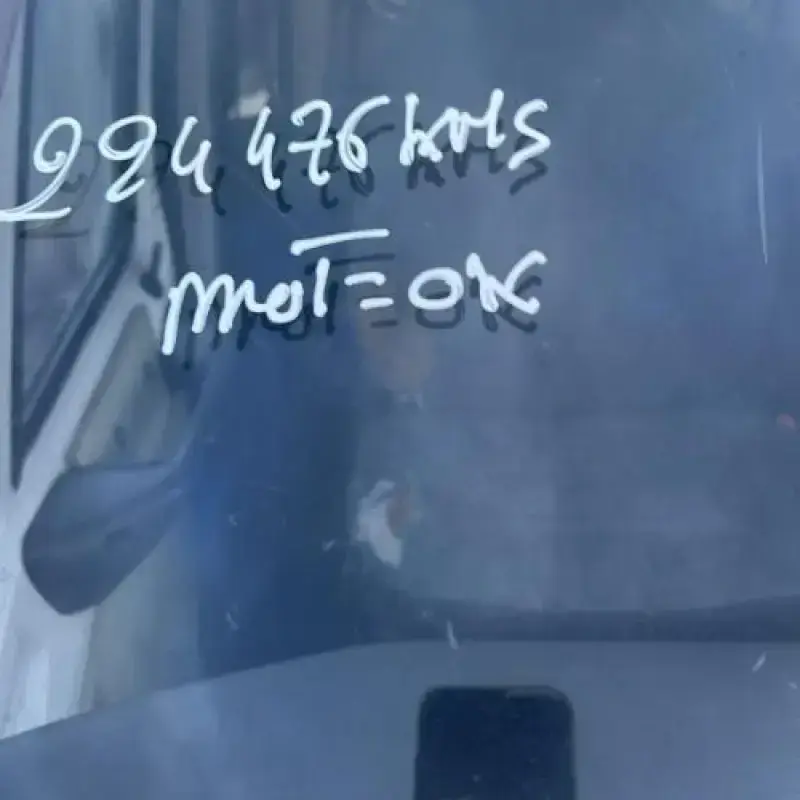 224 476 kms
mot = OK